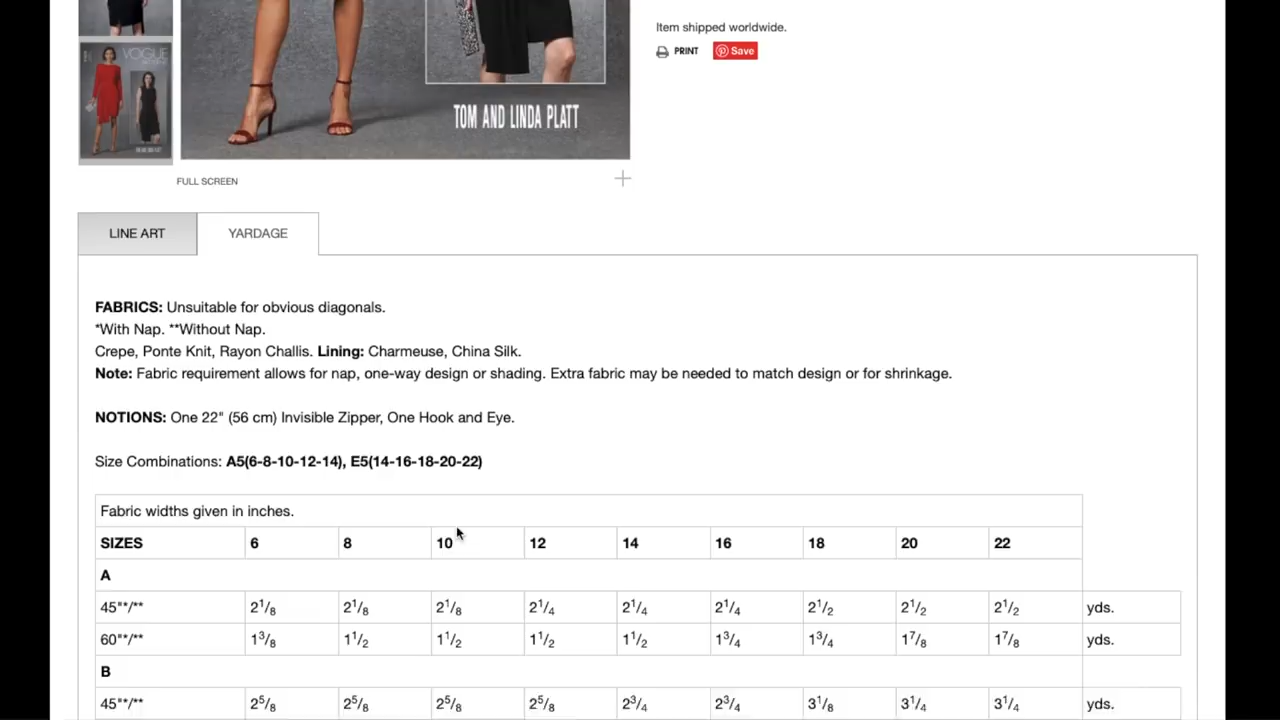 Item shipped worldwide.
PRINT Save
VOGUE
TOM AND LINDA PLATT
FULL SCREEN
LINE ART YARDAGE
FABRICS: Unsuitable for obvious diagonals.
*With Nap. **Without Nap.
Crepe, Ponte Knit, Rayon Challis. Lining: Charmeuse, China Silk.
Note: Fabric requirement allows for nap, one-way design or shading. Extra fabric may be needed to match design or for shrinkage.
NOTIONS: One 22" (56 cm) Invisible Zipper, One Hook and Eye.
Size Combinations: A5(6-8-10-12-14), E5(14-16-18-20-22)
Fabric widths given in inches.
SIZES 6 8 10 12 14 16 18 20 22
A
45"*/** 2 1/8 2 1/8 2 1/8 2 1/4 2 1/4 2 1/4 2 1/2 2 1/2 2 1/2 yds.
60"*/** 1 3/8 1 1/2 1 1/2 1 1/2 1 1/2 1 3/4 1 3/4 1 7/8 1 7/8 yds.
B
45"*/** 2 5/8 2 5/8 2 5/8 2 5/8 2 3/4 2 3/4 3 1/8 3 1/4 3 1/4 yds.